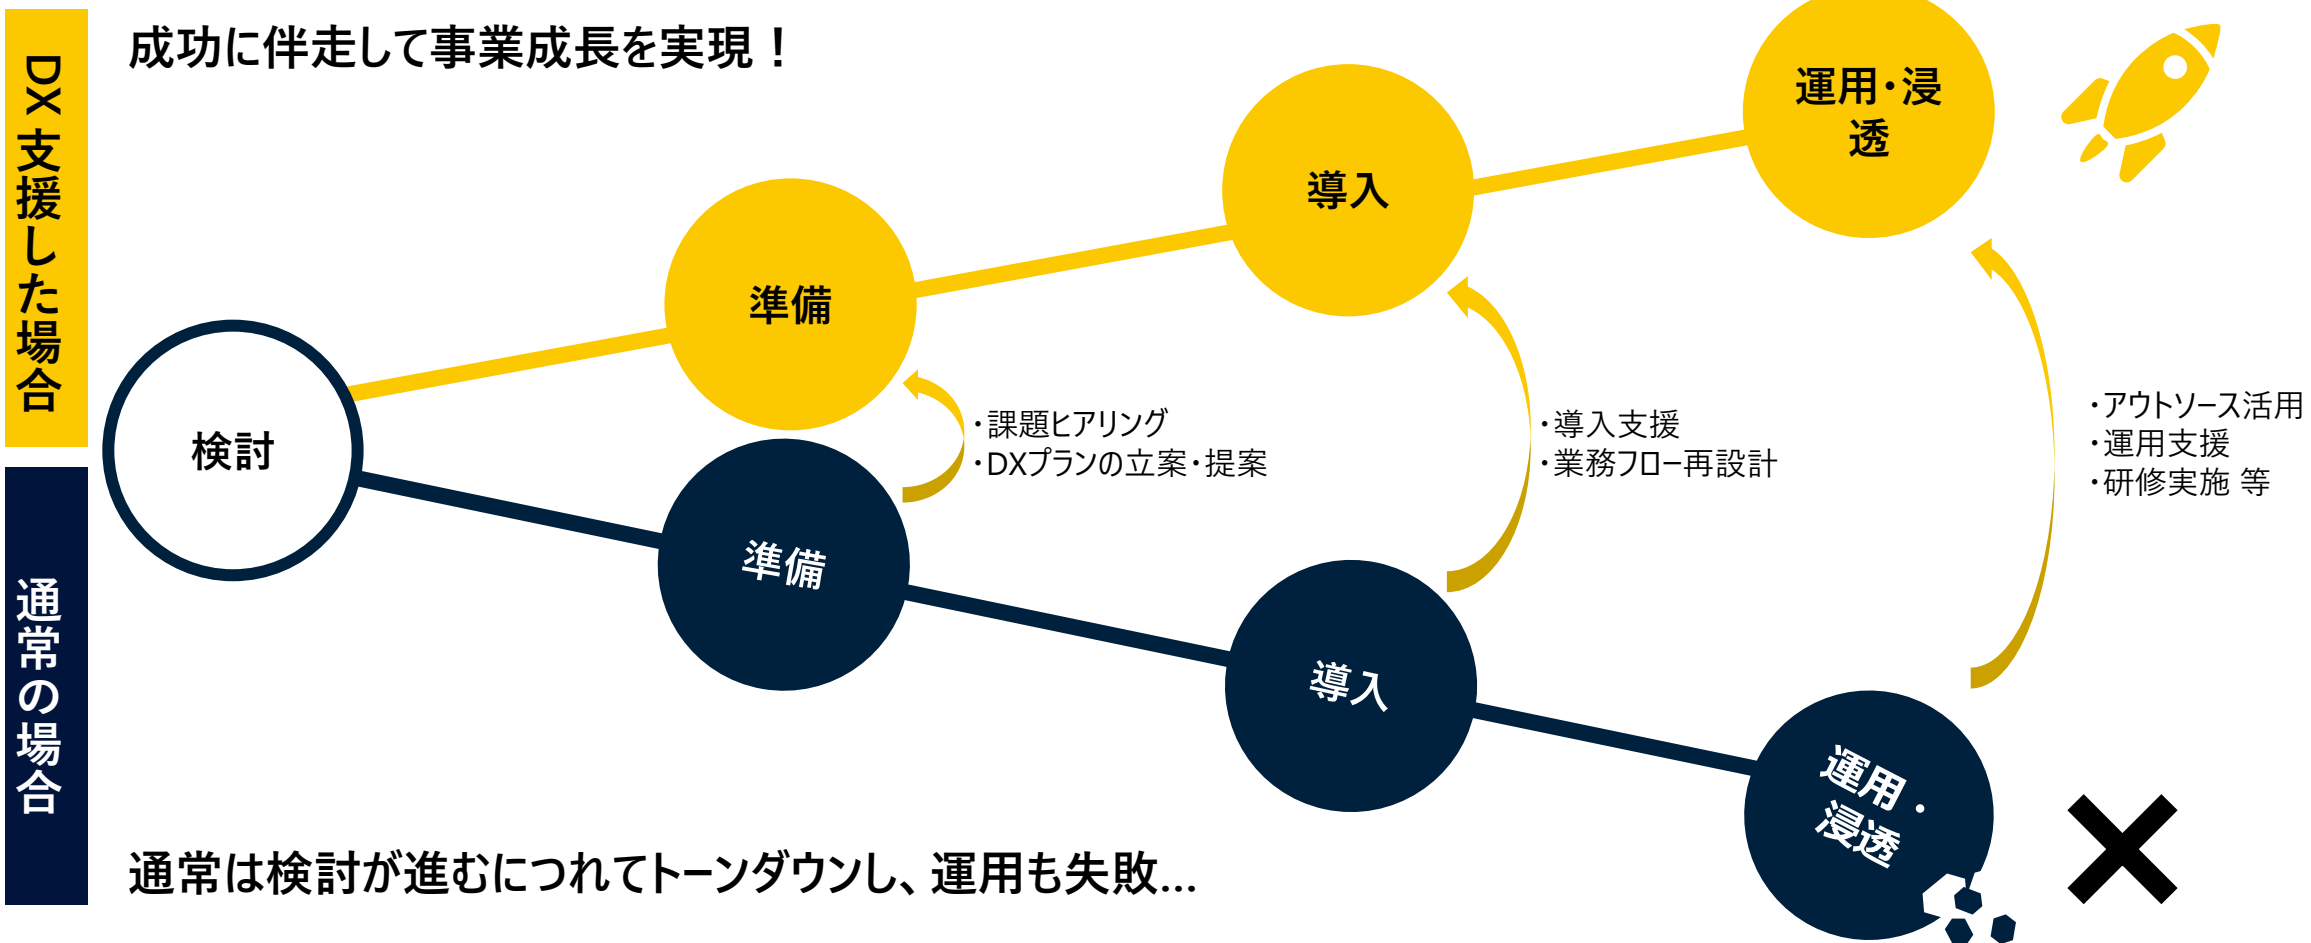 DX支援した場合
成功に伴走して事業成長を実現！
運用・浸
透
導入
準備
検討
・課題ヒアリング
・DXプランの立案・提案
・導入支援
・業務フロー再設計
・アウトソース活用
・運用支援
・研修実施 等
通常の場合
準備
導入
運用・
浸透
通常は検討が進むにつれてトーンダウンし、運用も失敗…